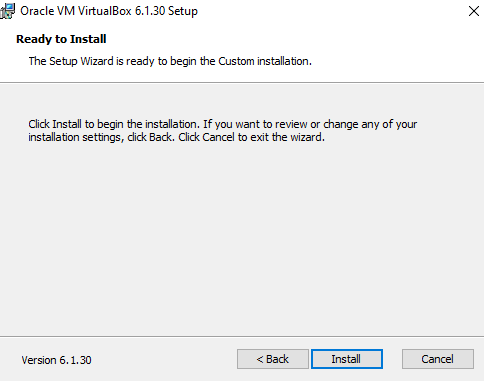 Oracle VM VirtualBox 6.1.30 Setup
Ready to Install
The Setup Wizard is ready to begin the Custom installation.
Click Install to begin the installation. If you want to review or change any of your
installation settings, click Back. Click Cancel to exit the wizard.
Version 6.1.30
< Back
Install
Cancel